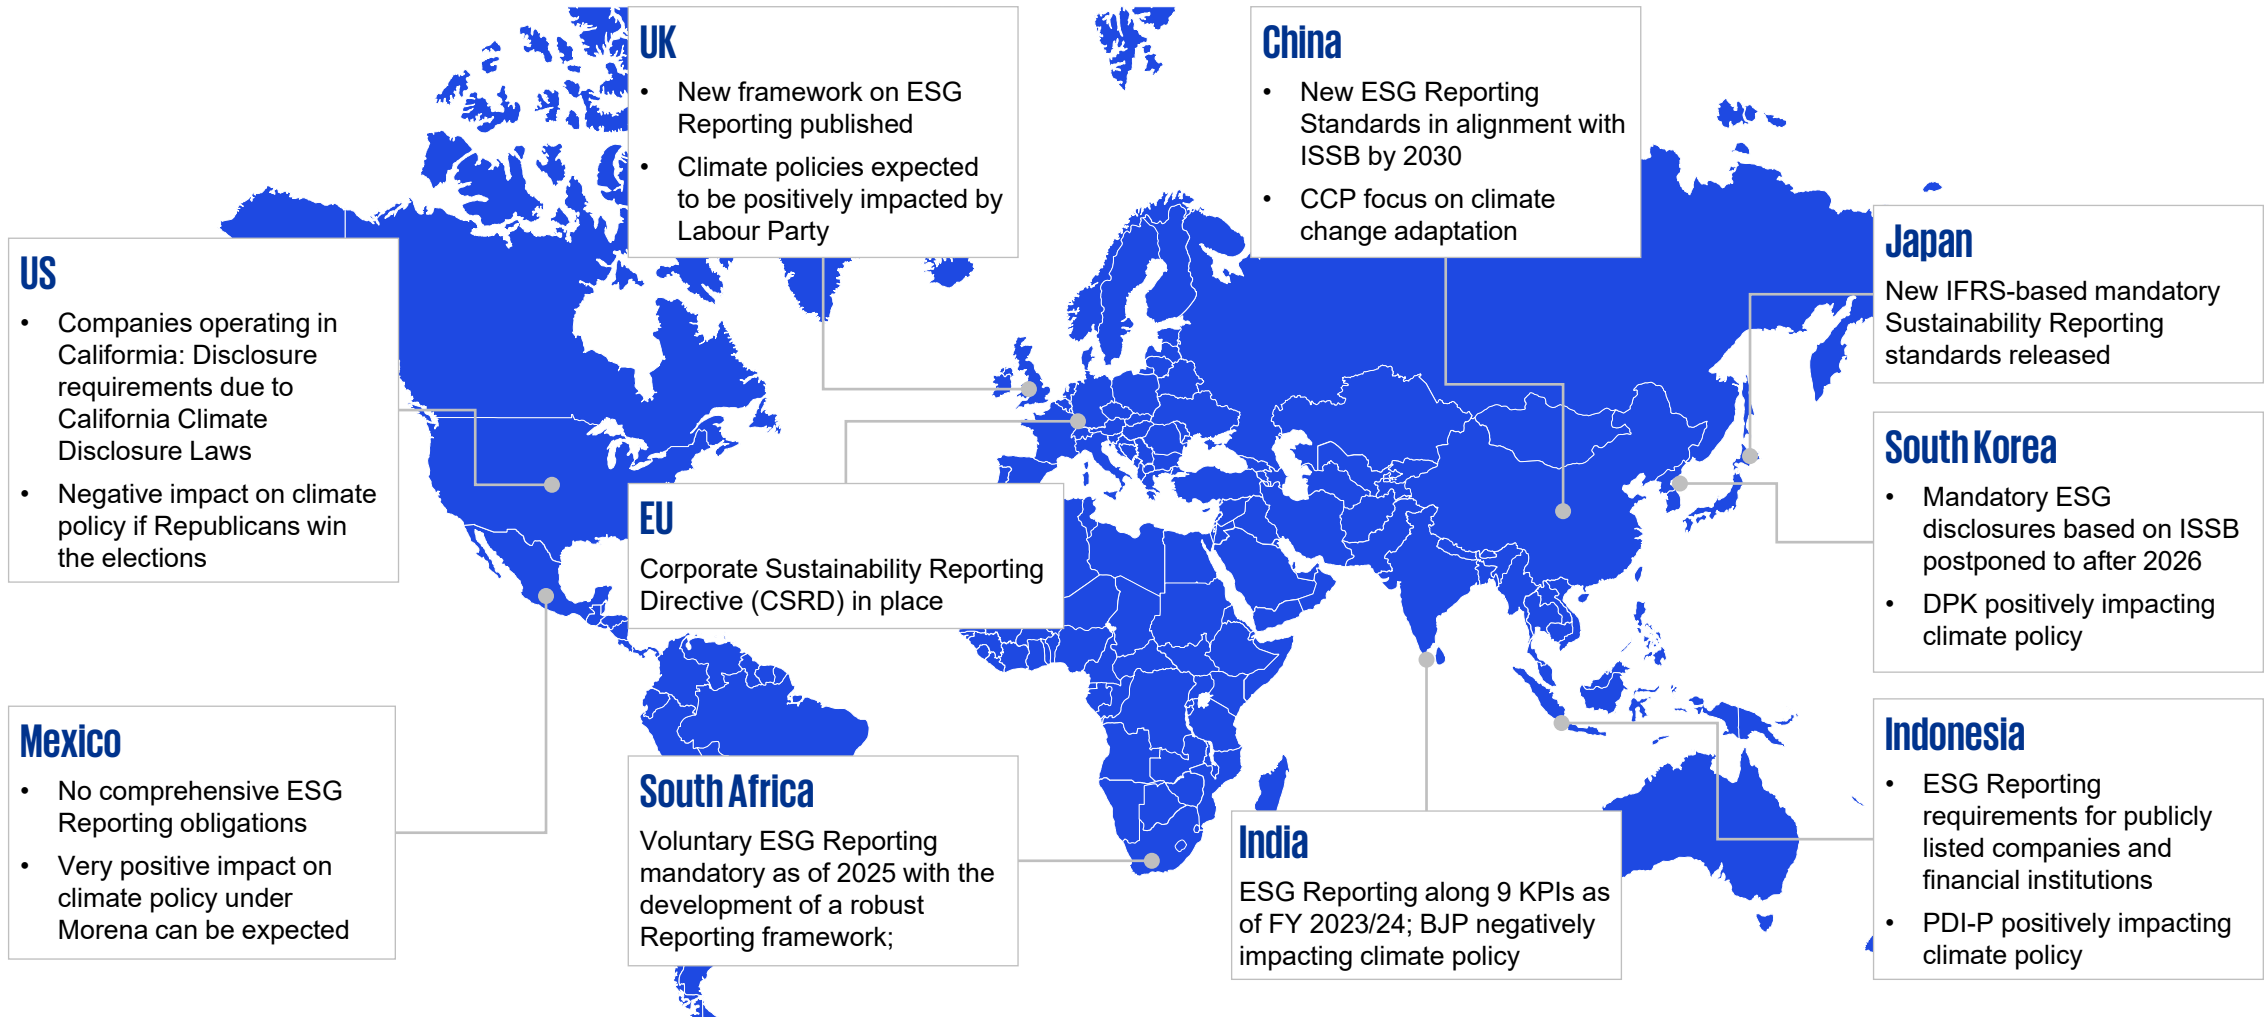 UK
• New framework on ESG
Reporting published
• Climate policies expected
to be positively impacted by
Labour Party
China
• New ESG Reporting
Standards in alignment with
ISSB by 2030
• CCP focus on climate
change adaptation
US
• Companies operating in
Califormia: Disclosure
requirements due to
California Climate
Disclosure Laws
• Negative impact on climate
policy if Republicans win
the elections
Japan
New IFRS-based mandatory
Sustainability Reporting
standards released
South Korea
• Mandatory ESG
disclosures based on ISSB
postponed to after 2026
• DPK positively impacting
climate policy
EU
Corporate Sustainability Reporting
Directive (CSRD) in place
Mexico
• No comprehensive ESG
Reporting obligations
• Very positive impact on
climate policy under
Morena can be expected
South Africa
Voluntary ESG Reporting
mandatory as of 2025 with the
development of a robust
Reporting framework;
India
ESG Reporting along 9 KPIs as
of FY 2023/24; BJP negatively
impacting climate policy
Indonesia
• ESG Reporting
requirements for publicly
listed companies and
financial institutions
• PDI-P positively impacting
climate policy